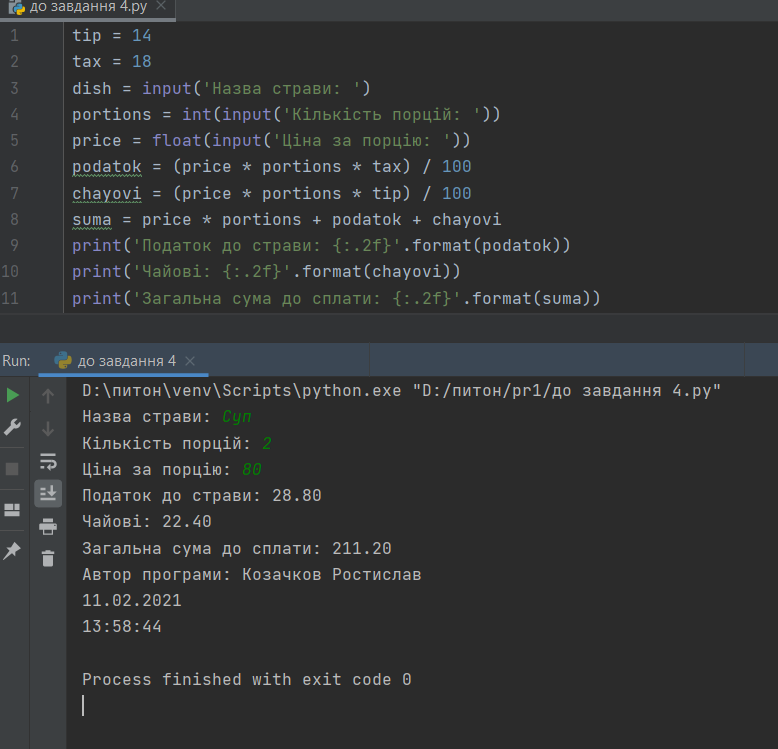 до завдання 4.py
1 tip = 14
2 tax = 18
3 dish = input('Назва страви: ')
4 portions = int(input('Кількість порцій: '))
5 price = float(input('Ціна за порцію: '))
6 podatok = (price * portions * tax) / 100
7 chayovi = (price * portions * tip) / 100
8 suma = price * portions + podatok + chayovi
9 print('Податок до страви: {:.2f}'.format(podatok))
10 print('Чайові: {:.2f}'.format(chayovi))
11 print('Загальна сума до сплати: {:.2f}'.format(suma))
Run: до завдання 4
D:\питон\venv\Scripts\python.exe "D:/питон/pr1/до завдання 4.py"
Назва страви: Суп
Кількість порцій: 2
Ціна за порцію: 80
Податок до страви: 28.80
Чайові: 22.40
Загальна сума до сплати: 211.20
Автор програми: Козачков Ростислав
11.02.2021
13:58:44
Process finished with exit code 0